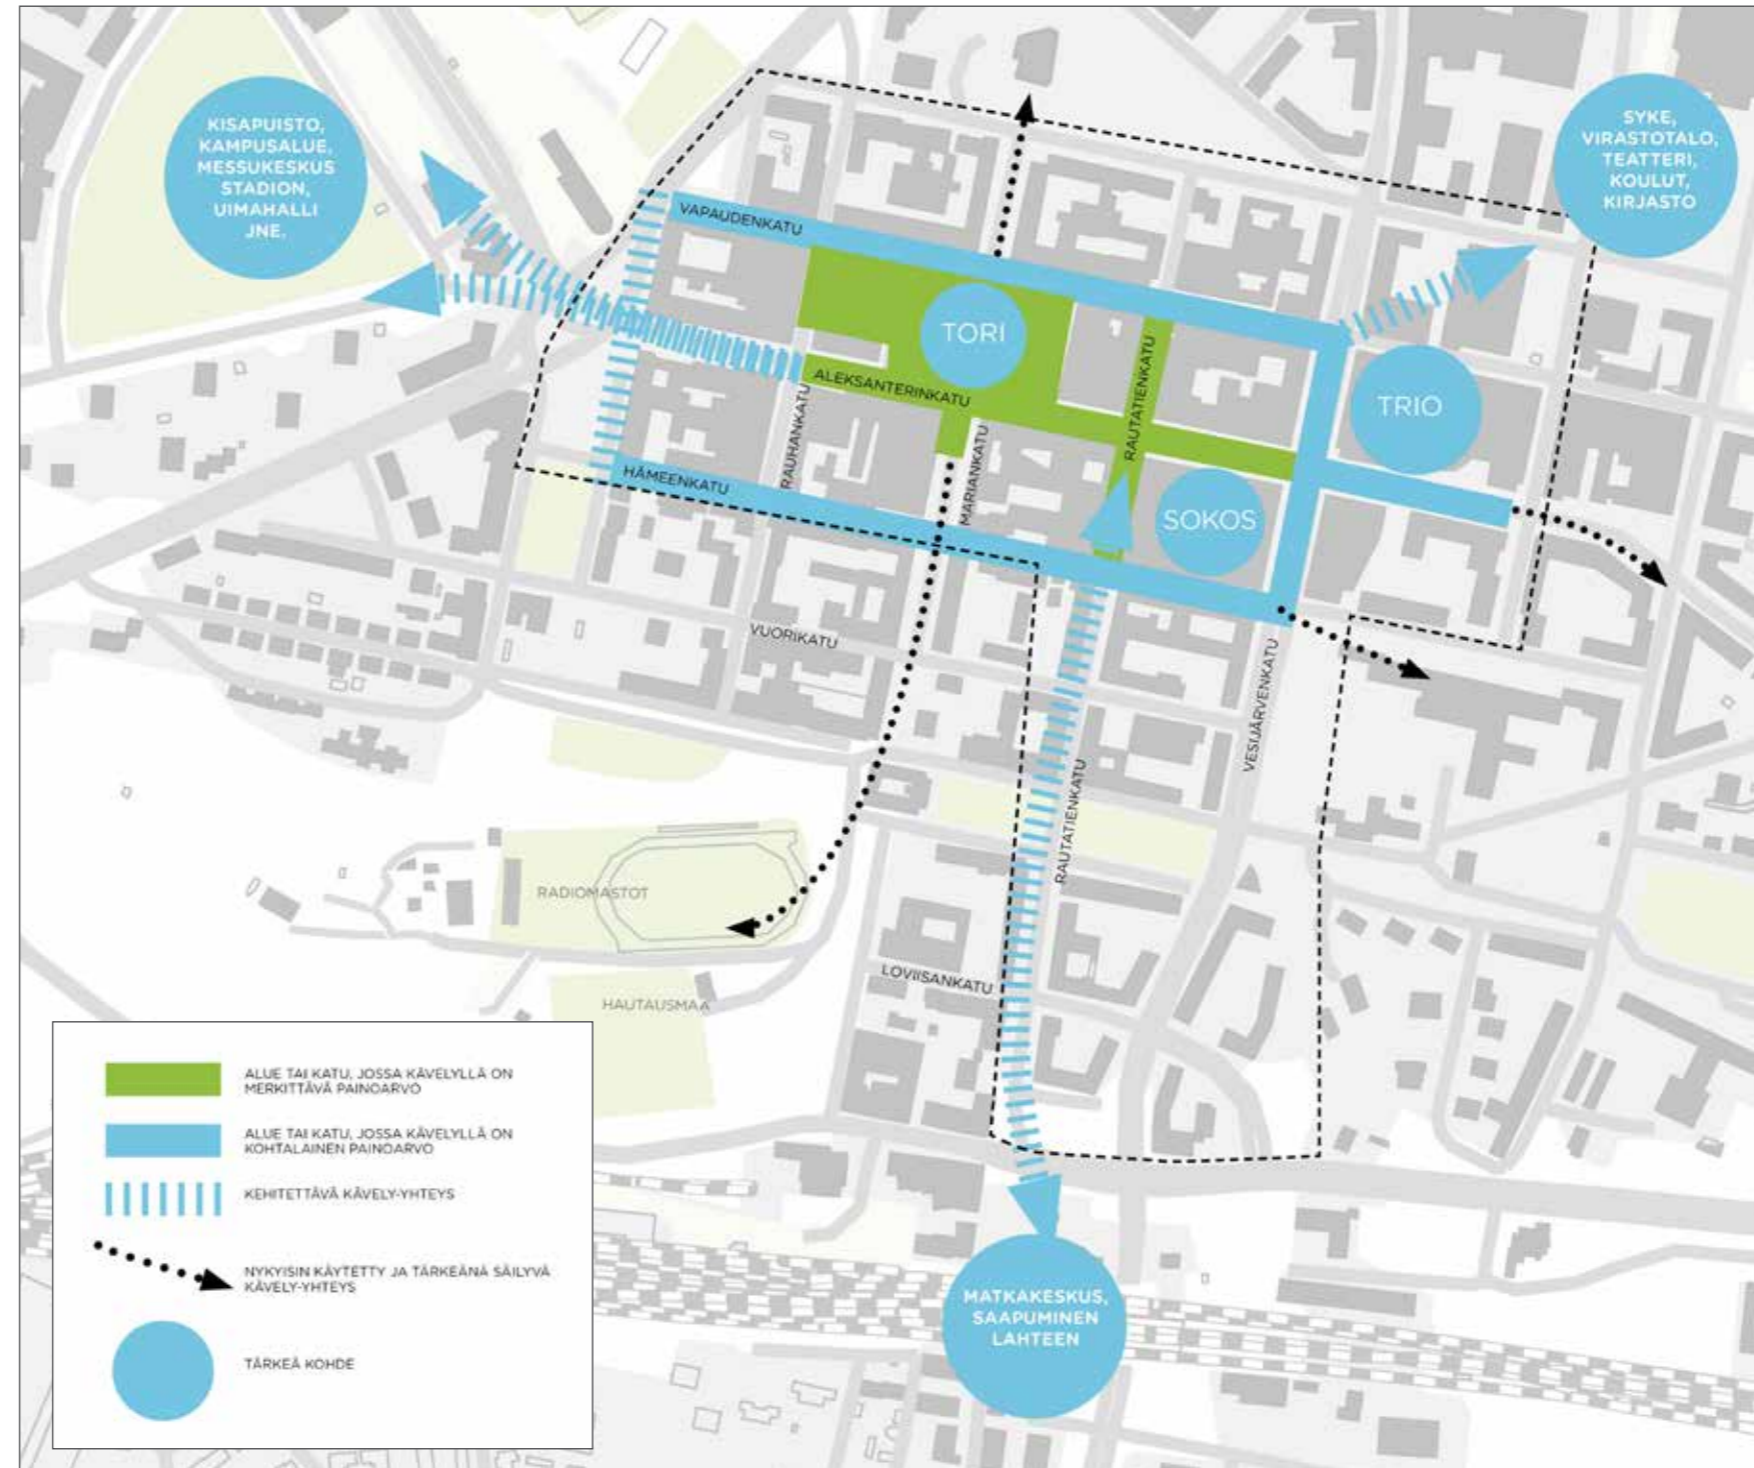 KISAPUISTO,
KAMPUSALUE,
MESSUKESKUS
STADION,
UIMAHALLI
JNE.
SYKE,
VIRASTOTALO,
TEATTERI,
KOULUT,
KIRJASTO
VAPAUDENKATU
TORI
ALEKSANTERINKATU
RAUTATIENKATU
TRIO
RAUHANKATU
MARIANKATU
HÄMEENKATU
SOKOS
VUORIKATU
VESIJÄRVENKATU
RAUTATIENKATU
RADIOMASTOT
LOVIISANKATU
HAUTAUSMAA
ALUE TAI KATU, JOSSA KÄVELYLLÄ ON
MERKITTÄVÄ PAINOARVO
ALUE TAI KATU, JOSSA KÄVELYLLÄ ON
KOHTALAINEN PAINOARVO
KEHITETTÄVÄ KÄVELY-YHTEYS
NYKYISIN KÄYTETTY JA TÄRKEÄNÄ SÄILYVÄ
KÄVELY-YHTEYS
TÄRKEÄ KOHDE
MATKAKESKUS,
SAAPUMINEN
LAHTEEN